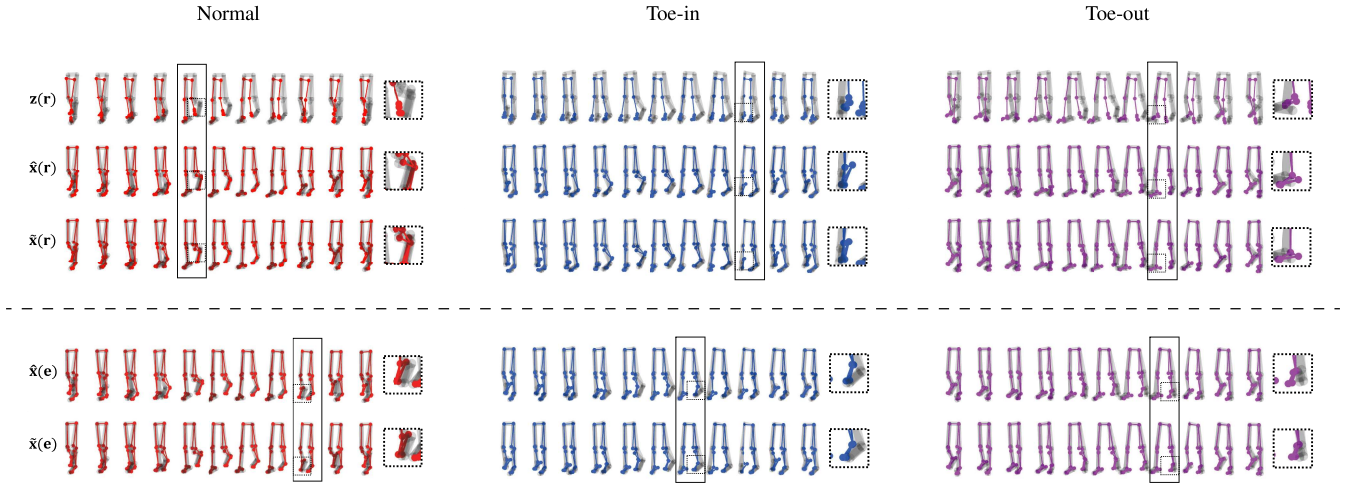 Normal Toe-in Toe-out
z(r)
x̂(r)
x̃(r)
x̂(e)
x̃(e)